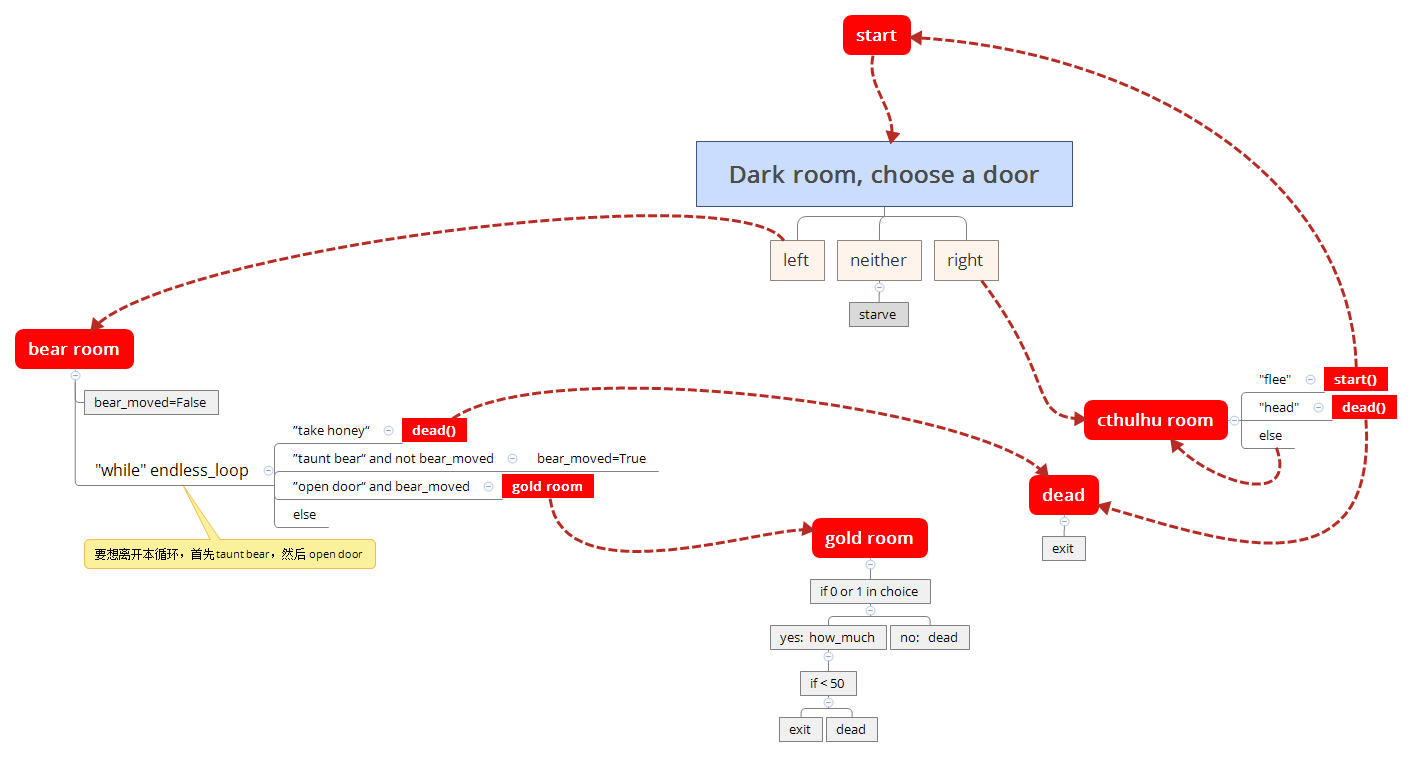 start
Dark room, choose a door
left
neither
right
starve
bear room
bear_moved=False
"while" endless_loop
”take honey“
dead()
”taunt bear“ and not bear_moved
bear_moved=True
”open door“ and bear_moved
gold room
else
要想离开本循环，首先taunt bear，然后 open door
cthulhu room
"flee"
start()
"head"
dead()
else
dead
exit
gold room
if 0 or 1 in choice
yes: how_much
no: dead
if < 50
exit
dead